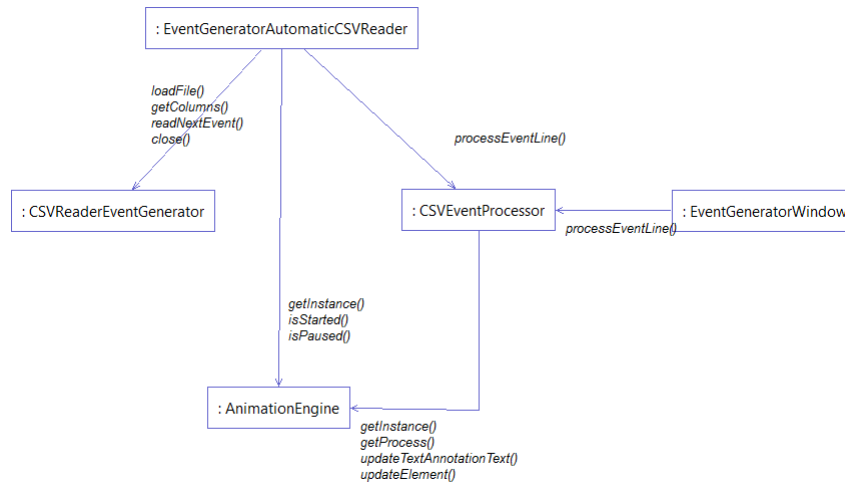 : EventGeneratorAutomaticCSVReader
loadFile()
getColumns()
readNextEvent()
close()
processEventLine()
: CSVReaderEventGenerator
: CSVEventProcessor
: EventGeneratorWindow
processEventLine()
getInstance()
isStarted()
isPaused()
: AnimationEngine
getInstance()
getProcess()
updateTextAnnotationText()
updateElement()